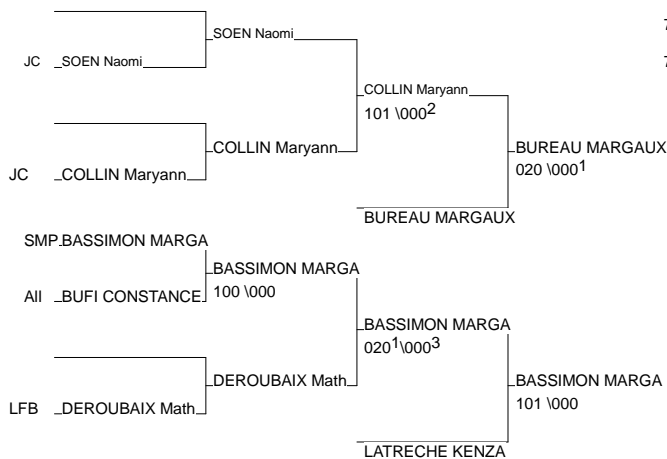 SOEN Naomi
JC SOEN Naomi
COLLIN Maryann
101 \000²
COLLIN Maryann
BUREAU MARGAUX
020 \000¹
JC COLLIN Maryann
BUREAU MARGAUX
SMP BASSIMON MARGA
BASSIMON MARGA
100 \000
All BUFI CONSTANCE
BASSIMON MARGA
020¹\000³
DEROUBAIX Math
BASSIMON MARGA
101 \000
LFB DEROUBAIX Math
LATRECHE KENZA